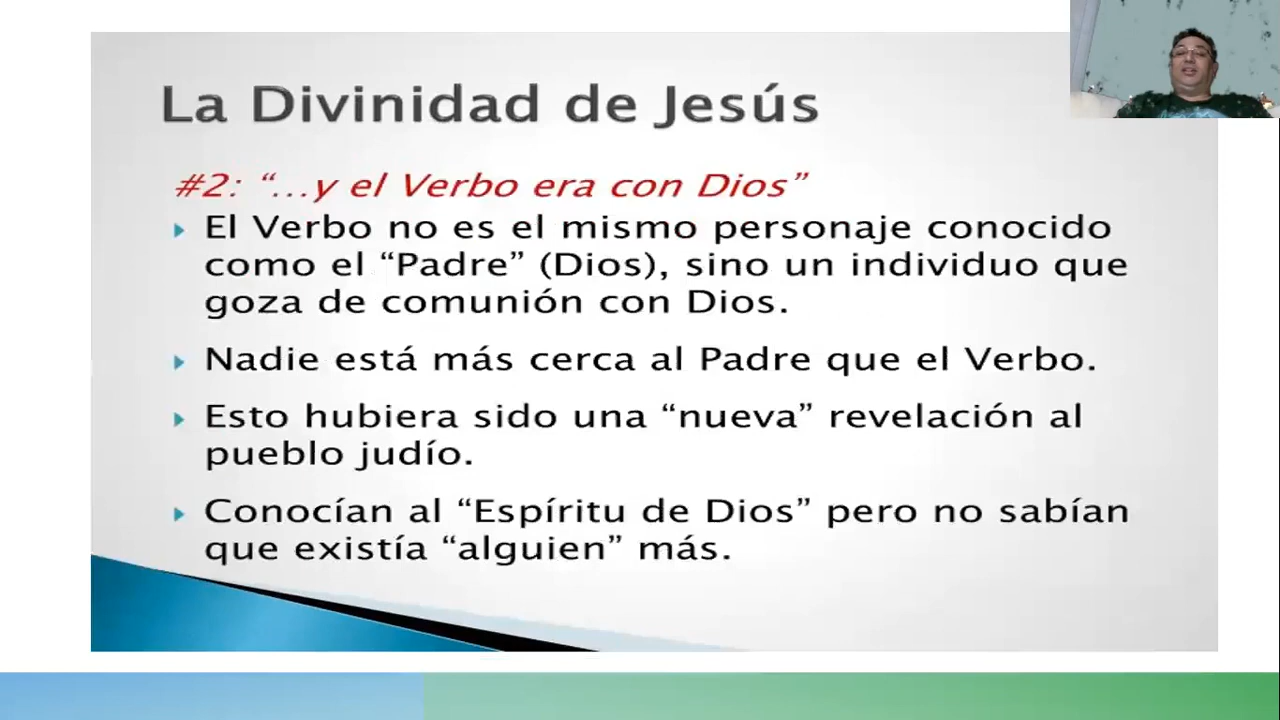 La Divinidad de Jesús
#2: “...y el Verbo era con Dios”
El Verbo no es el mismo personaje conocido
como el “Padre” (Dios), sino un individuo que
goza de comunión con Dios.
Nadie está más cerca al Padre que el Verbo.
Esto hubiera sido una “nueva” revelación al
pueblo judío.
Conocían al “Espíritu de Dios” pero no sabían
que existía “alguien” más.